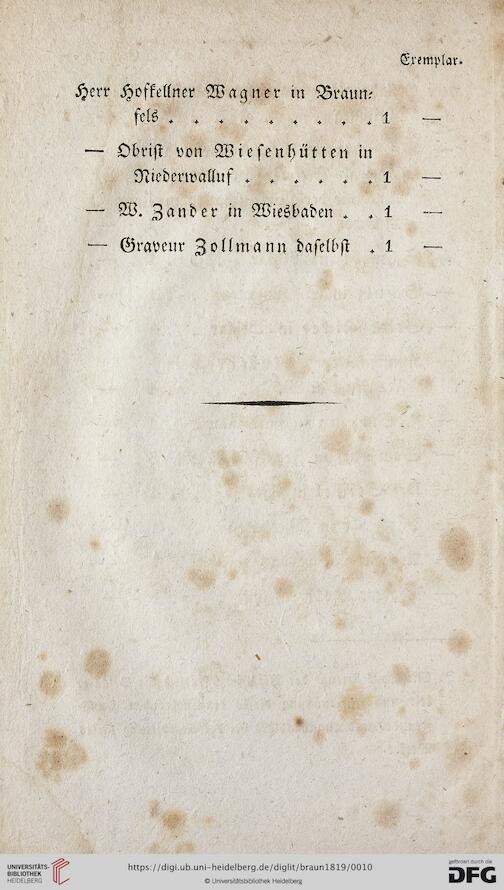 Exemplar.
Herr Hofkellner Wagner in Braun-
fels . . . . . . . . . 1 —
— Obrist von Wiesenhütten in
Niederwalluf . . . . . . 1 —
— W. Zander in Wiesbaden . . 1 —
— Graveur Zollmann daselbst . 1 —
UNIVERSITÄTS-
BIBLIOTHEK
HEIDELBERG
https://digi.ub.uni-heidelberg.de/diglit/braun1819/0010
© Universitätsbibliothek Heidelberg
gefördert durch die
DFG